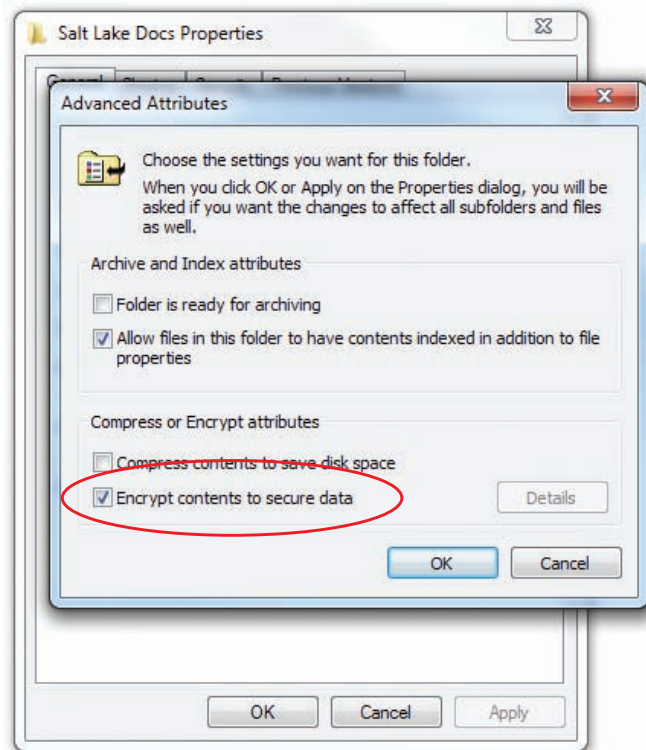 Salt Lake Docs Properties
Advanced Attributes
Choose the settings you want for this folder.
When you click OK or Apply on the Properties dialog, you will be
asked if you want the changes to affect all subfolders and files
as well.
Archive and Index attributes
Folder is ready for archiving
Allow files in this folder to have contents indexed in addition to file
properties
Compress or Encrypt attributes
Compress contents to save disk space
Encrypt contents to secure data
Details
OK Cancel
OK Cancel Apply